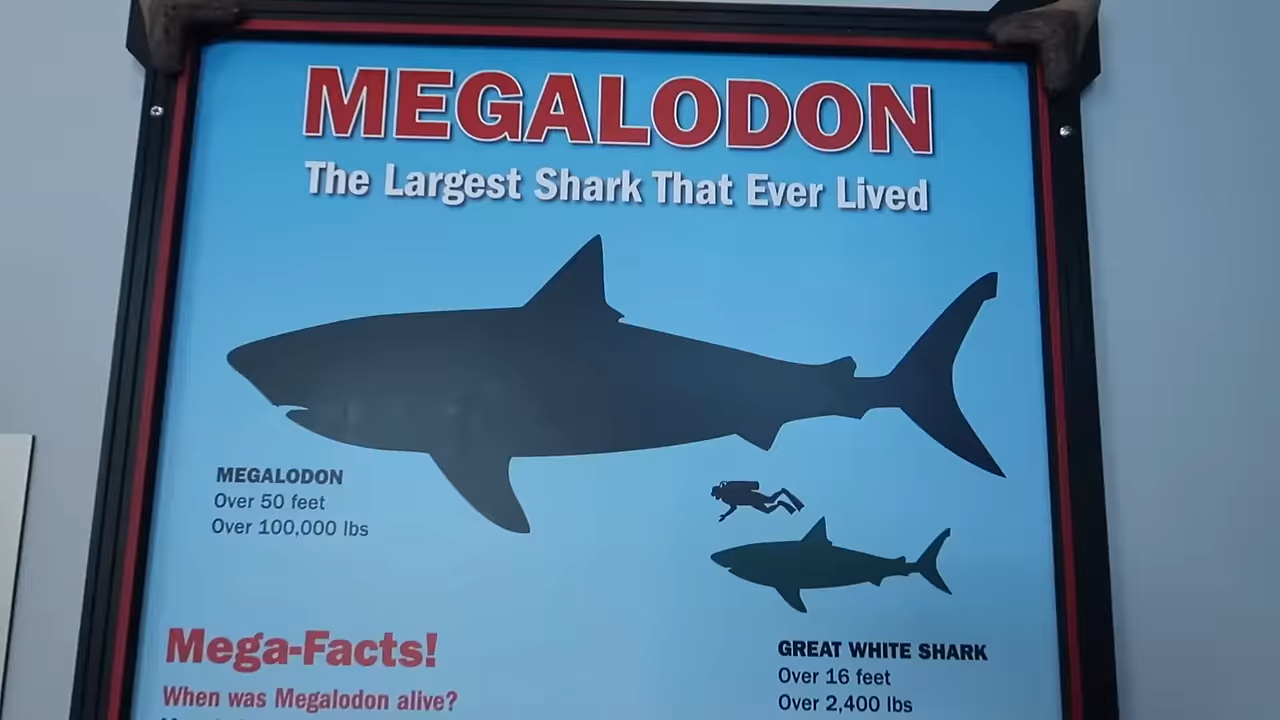 MEGALODON
The Largest Shark That Ever Lived
MEGALODON
Over 50 feet
Over 100,000 lbs
Mega-Facts!
When was Megalodon alive?
GREAT WHITE SHARK
Over 16 feet
Over 2,400 lbs